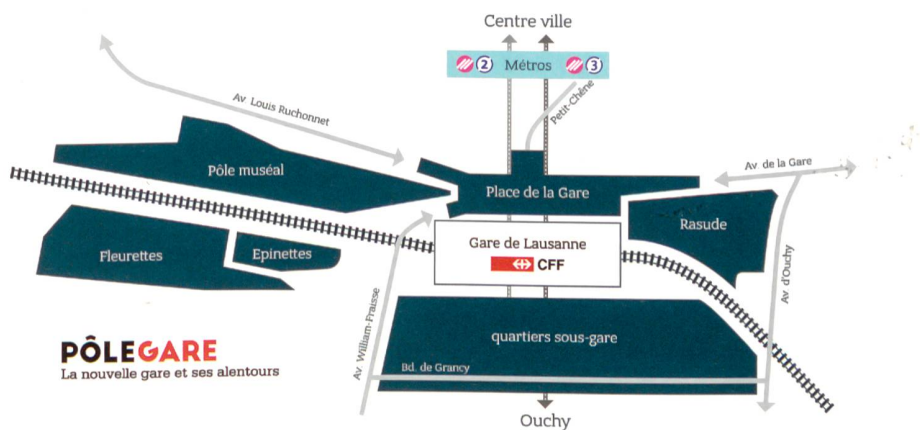 Centre ville
2 Métros 3
Petit-Chêne
Av Louis Ruchonnet
Av de la Gare
Pôle muséal
Place de la Gare
Rasude
Fleurettes
Epinettes
Gare de Lausanne
CFF
Av d'Ouchy
Av. William-Fraisse
quartiers sous-gare
PÔLEGARE
La nouvelle gare et ses alentours
Bd. de Grancy
Ouchy